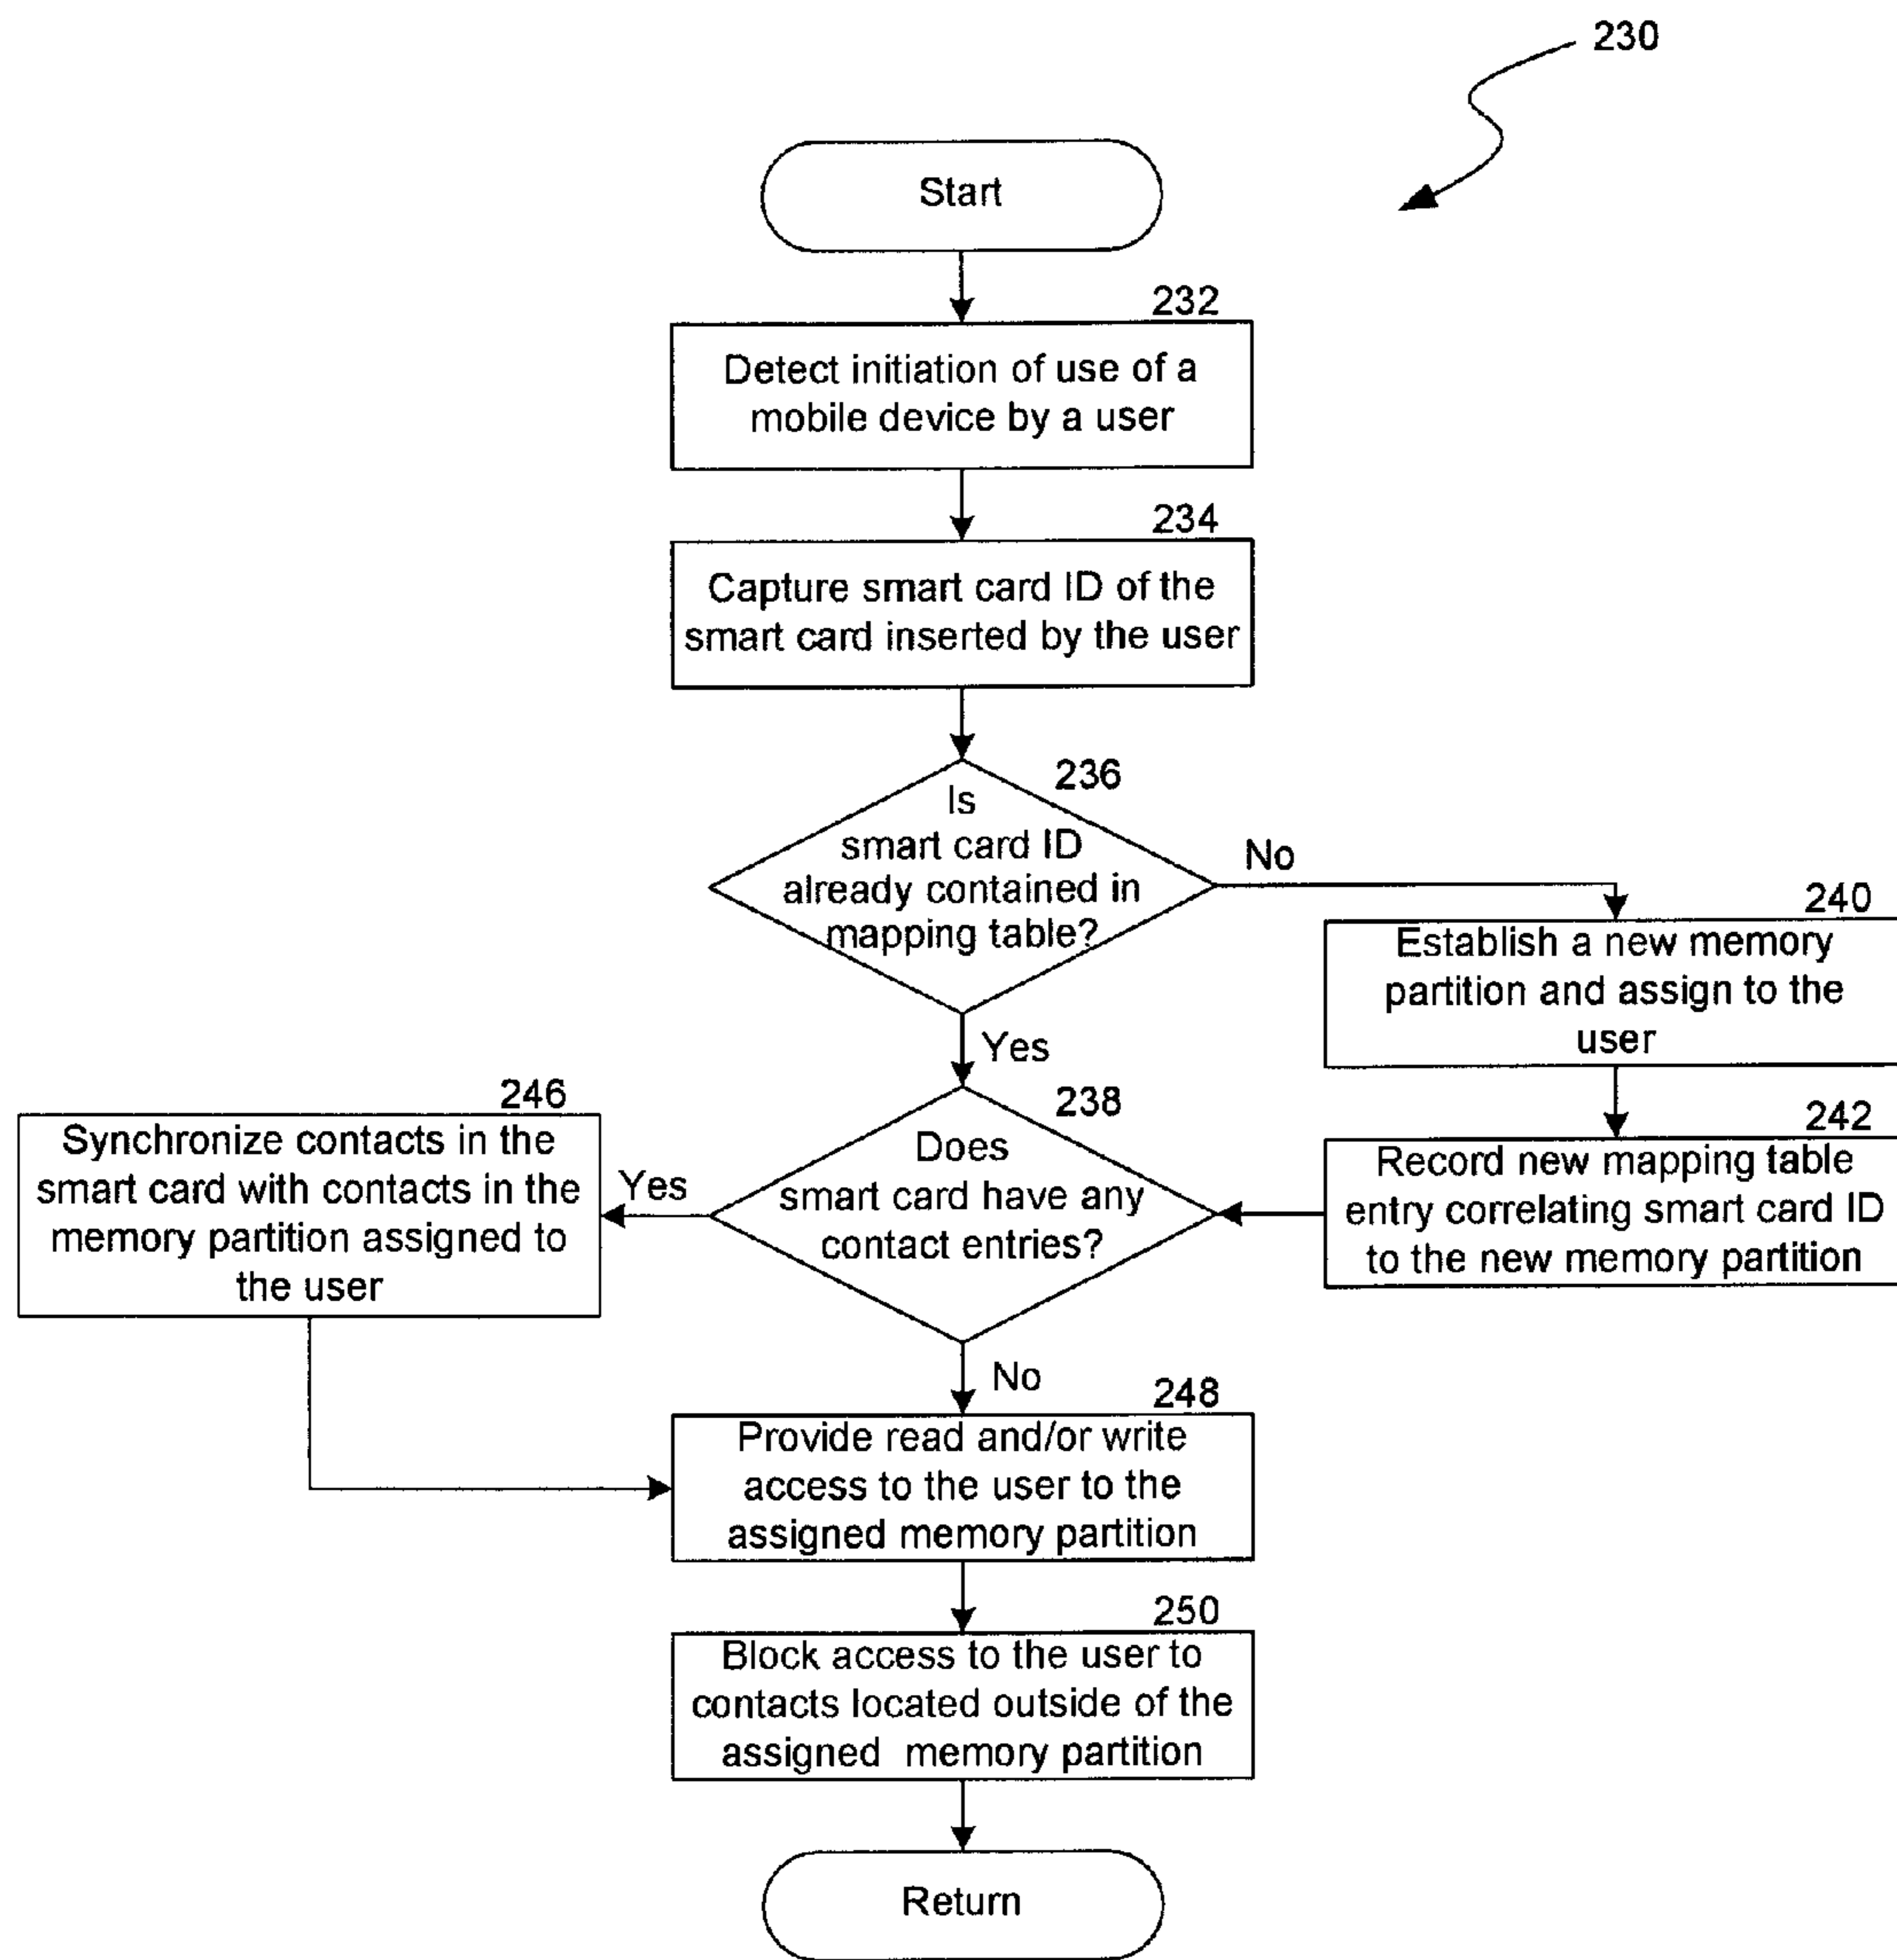 230
Start
232
Detect initiation of use of a
mobile device by a user
234
Capture smart card ID of the
smart card inserted by the user
236
Is
smart card ID
already contained in
mapping table?
No
Yes
240
Establish a new memory
partition and assign to the
user
242
Record new mapping table
entry correlating smart card ID
to the new memory partition
238
Does
smart card have any
contact entries?
Yes
No
246
Synchronize contacts in the
smart card with contacts in the
memory partition assigned to
the user
248
Provide read and/or write
access to the user to the
assigned memory partition
250
Block access to the user to
contacts located outside of the
assigned memory partition
Return